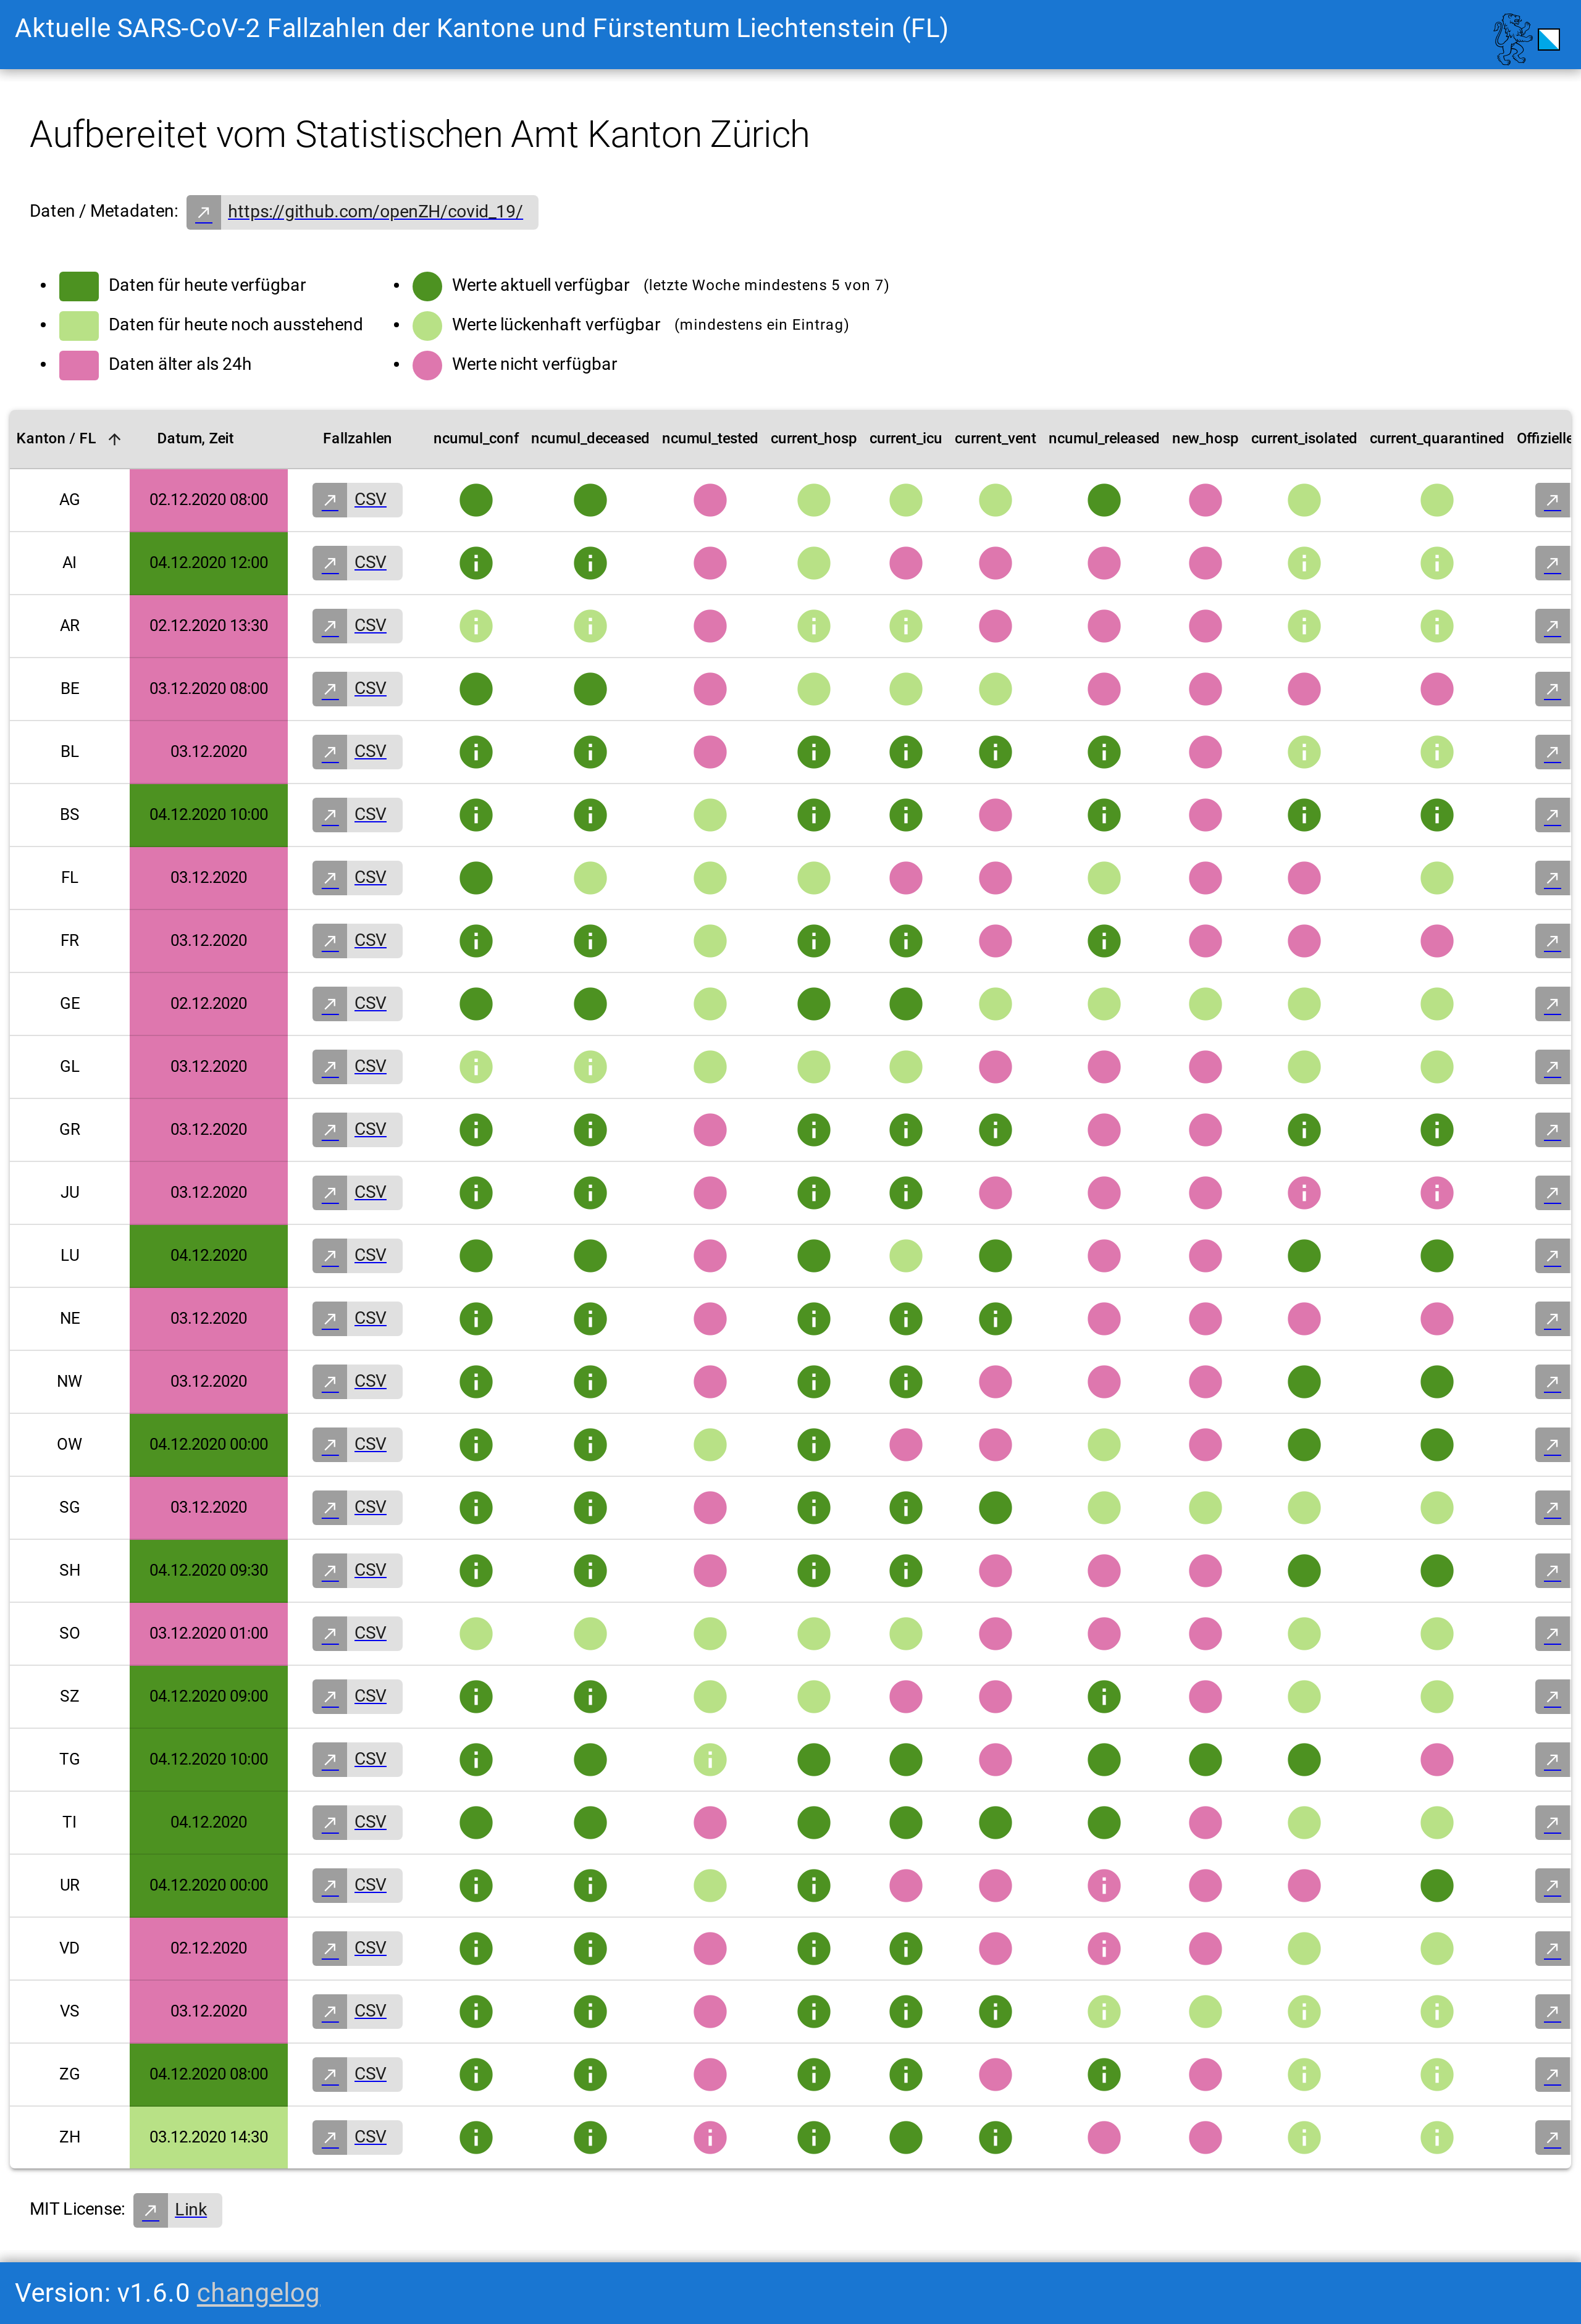 Aktuelle SARS-CoV-2 Fallzahlen der Kantone und Fürstentum Liechtenstein (FL)
Aufbereitet vom Statistischen Amt Kanton Zürich
Daten / Metadaten: https://github.com/openZH/covid_19/
Daten für heute verfügbar
Daten für heute noch ausstehend
Daten älter als 24h
Werte aktuell verfügbar (letzte Woche mindestens 5 von 7)
Werte lückenhaft verfügbar (mindestens ein Eintrag)
Werte nicht verfügbar
Kanton / FL Datum, Zeit Fallzahlen ncumul_conf ncumul_deceased ncumul_tested current_hosp current_icu current_vent ncumul_released new_hosp current_isolated current_quarantined Offizielle
AG 02.12.2020 08:00 CSV
AI 04.12.2020 12:00 CSV
AR 02.12.2020 13:30 CSV
BE 03.12.2020 08:00 CSV
BL 03.12.2020 CSV
BS 04.12.2020 10:00 CSV
FL 03.12.2020 CSV
FR 03.12.2020 CSV
GE 02.12.2020 CSV
GL 03.12.2020 CSV
GR 03.12.2020 CSV
JU 03.12.2020 CSV
LU 04.12.2020 CSV
NE 03.12.2020 CSV
NW 03.12.2020 CSV
OW 04.12.2020 00:00 CSV
SG 03.12.2020 CSV
SH 04.12.2020 09:30 CSV
SO 03.12.2020 01:00 CSV
SZ 04.12.2020 09:00 CSV
TG 04.12.2020 10:00 CSV
TI 04.12.2020 CSV
UR 04.12.2020 00:00 CSV
VD 02.12.2020 CSV
VS 03.12.2020 CSV
ZG 04.12.2020 08:00 CSV
ZH 03.12.2020 14:30 CSV
MIT License: Link
Version: v1.6.0 changelog